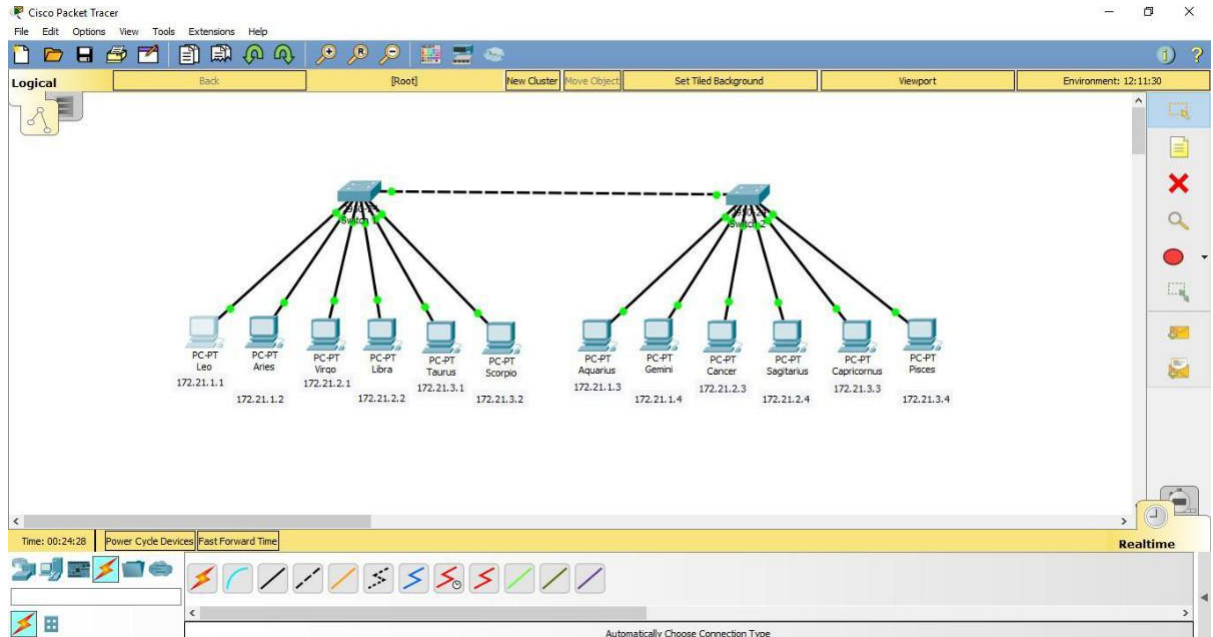 Cisco Packet Tracer
File Edit Options View Tools Extensions Help
Logical
Back
[Root]
New Cluster
Move Object
Set Tiled Background
Viewport
Environment: 12:11:30
Switch 1
Switch 2
PC-PT
Leo
172.21.1.1
PC-PT
Aries
172.21.1.2
PC-PT
Virgo
172.21.2.1
PC-PT
Libra
172.21.2.2
PC-PT
Taurus
172.21.3.1
PC-PT
Scorpio
172.21.3.2
PC-PT
Aquarius
172.21.1.3
PC-PT
Gemini
172.21.1.4
PC-PT
Cancer
172.21.2.3
PC-PT
Sagitarius
172.21.2.4
PC-PT
Capricornus
172.21.3.3
PC-PT
Pisces
172.21.3.4
Time: 00:24:28
Power Cycle Devices
Fast Forward Time
Realtime
Automatically Choose Connection Type